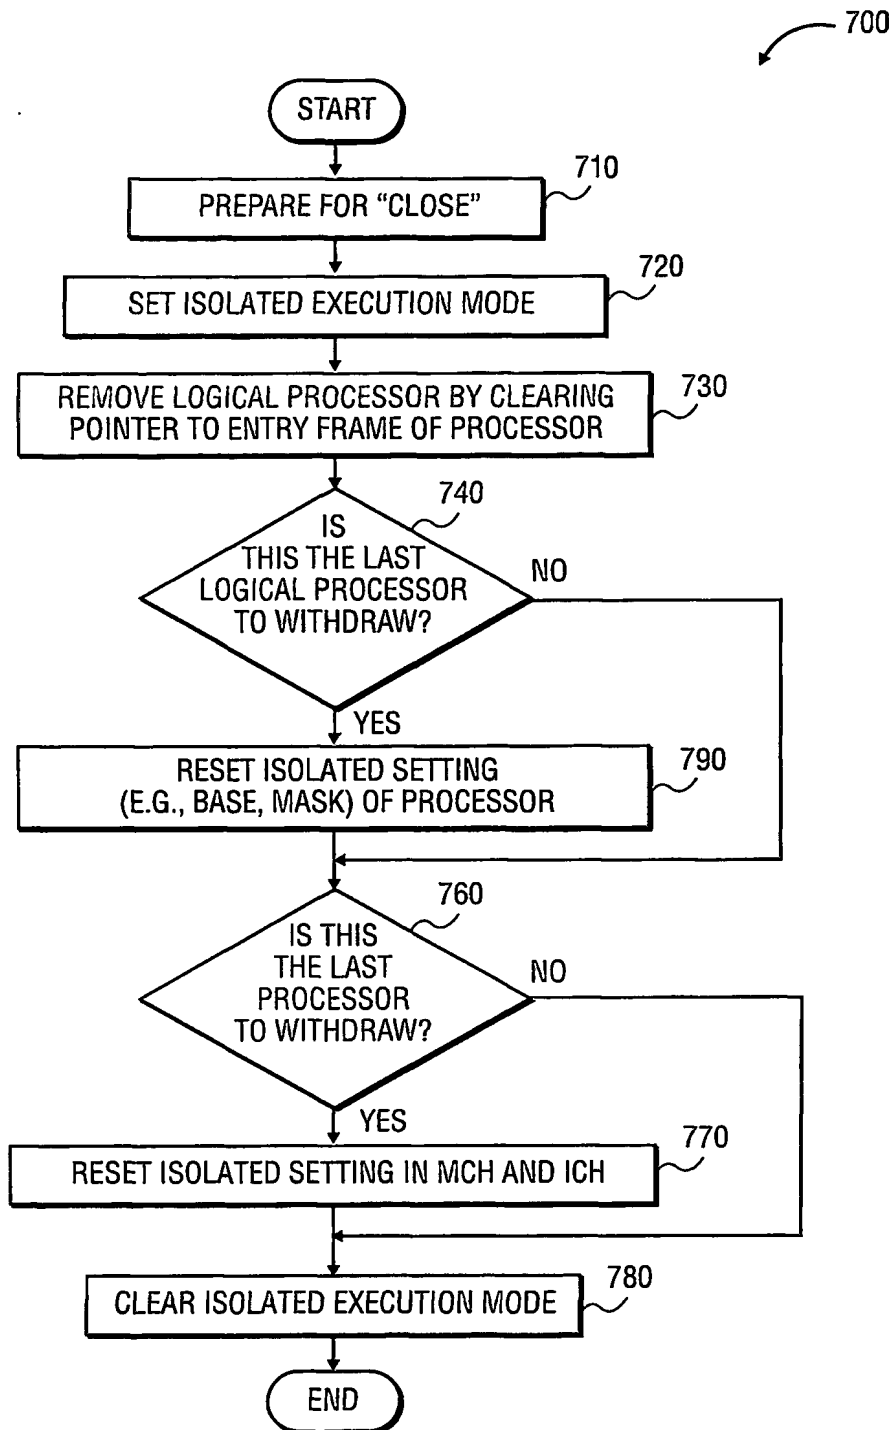 700
START
710
PREPARE FOR “CLOSE”
720
SET ISOLATED EXECUTION MODE
730
REMOVE LOGICAL PROCESSOR BY CLEARING
POINTER TO ENTRY FRAME OF PROCESSOR
740
IS
THIS THE LAST
LOGICAL PROCESSOR
TO WITHDRAW?
NO
YES
790
RESET ISOLATED SETTING
(E.G., BASE, MASK) OF PROCESSOR
760
IS THIS
THE LAST
PROCESSOR
TO WITHDRAW?
NO
YES
770
RESET ISOLATED SETTING IN MCH AND ICH
780
CLEAR ISOLATED EXECUTION MODE
END